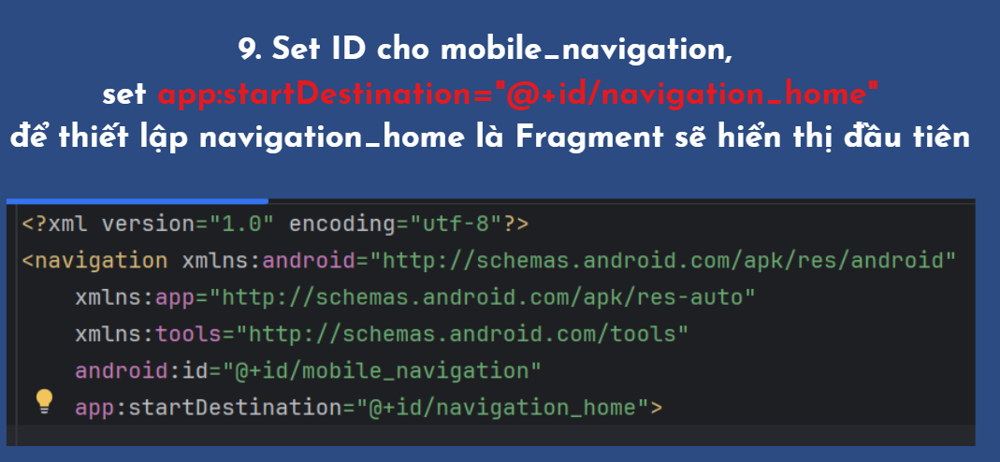 9. Set ID cho mobile_navigation,
set app:startDestination="@+id/navigation_home"
để thiết lập navigation_home là Fragment sẽ hiển thị đầu tiên
<?xml version="1.0" encoding="utf-8"?>
<navigation xmlns:android="http://schemas.android.com/apk/res/android"
xmlns:app="http://schemas.android.com/apk/res-auto"
xmlns:tools="http://schemas.android.com/tools"
android:id="@+id/mobile_navigation"
app:startDestination="@+id/navigation_home">